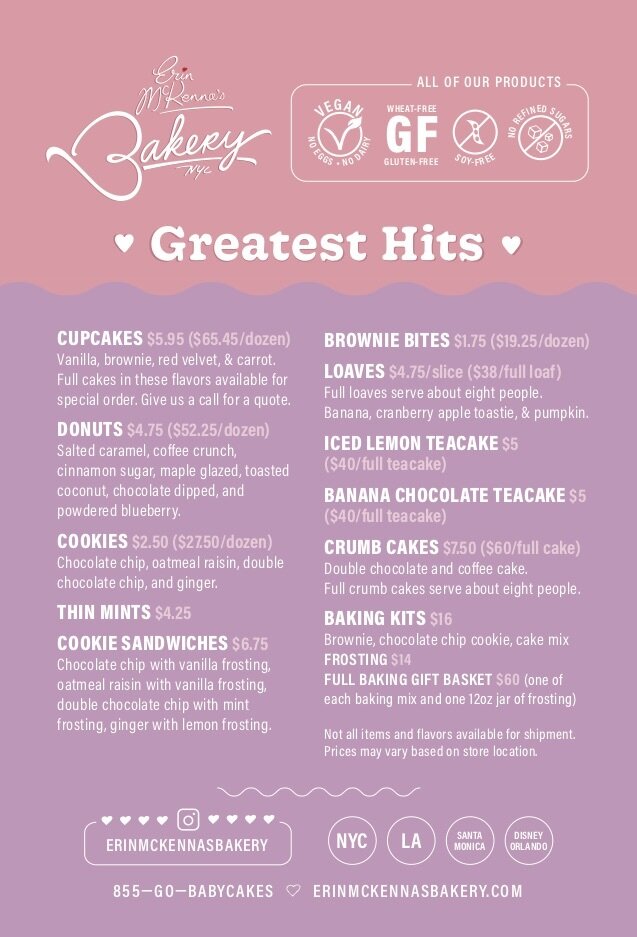 Erin
McKenna's
Bakery
NYC
ALL OF OUR PRODUCTS
VEGAN
NO EGGS • NO DAIRY
WHEAT-FREE
GF
GLUTEN-FREE
SOY-FREE
NO REFINED SUGARS
Greatest Hits
CUPCAKES $5.95 ($65.45/dozen)
Vanilla, brownie, red velvet, & carrot.
Full cakes in these flavors available for
special order. Give us a call for a quote.
DONUTS $4.75 ($52.25/dozen)
Salted caramel, coffee crunch,
cinnamon sugar, maple glazed, toasted
coconut, chocolate dipped, and
powdered blueberry.
COOKIES $2.50 ($27.50/dozen)
Chocolate chip, oatmeal raisin, double
chocolate chip, and ginger.
THIN MINTS $4.25
COOKIE SANDWICHES $6.75
Chocolate chip with vanilla frosting,
oatmeal raisin with vanilla frosting,
double chocolate chip with mint
frosting, ginger with lemon frosting.
BROWNIE BITES $1.75 ($19.25/dozen)
LOAVES $4.75/slice ($38/full loaf)
Full loaves serve about eight people.
Banana, cranberry apple toastie, & pumpkin.
ICED LEMON TEACAKE $5
($40/full teacake)
BANANA CHOCOLATE TEACAKE $5
($40/full teacake)
CRUMB CAKES $7.50 ($60/full cake)
Double chocolate and coffee cake.
Full crumb cakes serve about eight people.
BAKING KITS $16
Brownie, chocolate chip cookie, cake mix
FROSTING $14
FULL BAKING GIFT BASKET $60 (one of
each baking mix and one 12oz jar of frosting)
Not all items and flavors available for shipment.
Prices may vary based on store location.
ERINMCKENNASBAKERY
NYC
LA
SANTA
MONICA
DISNEY
ORLANDO
855—GO—BABYCAKES ♡ ERINMCKENNASBAKERY.COM